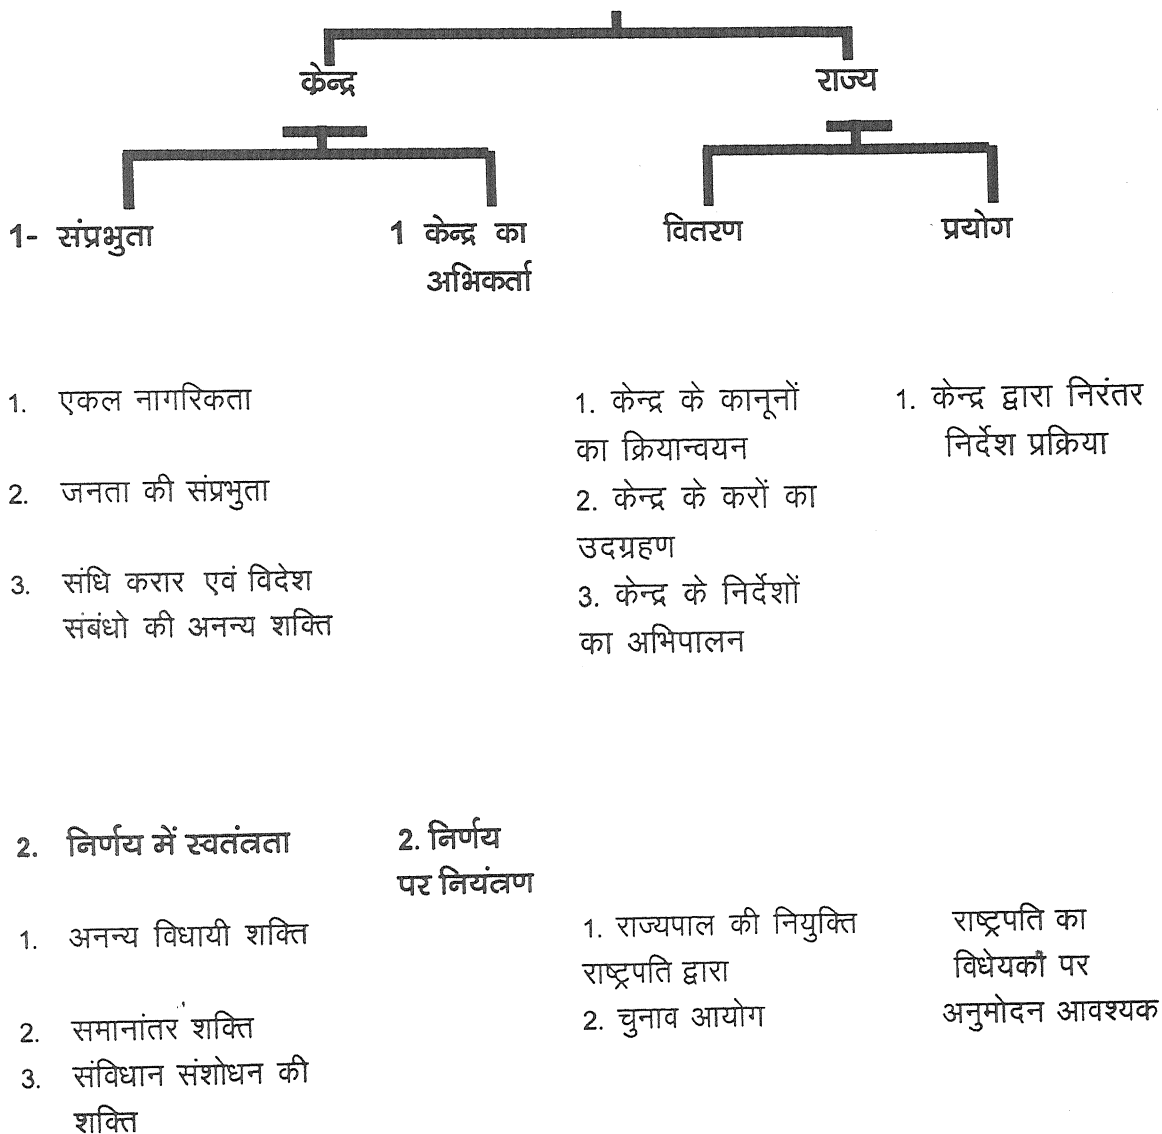 केन्द्र
राज्य
1- संप्रभुता
1 केन्द्र का
अभिकर्ता
वितरण
प्रयोग
1. एकल नागरिकता
2. जनता की संप्रभुता
3. संधि करार एवं विदेश
संबंधो की अनन्य शक्ति
1. केन्द्र के कानूनों
का क्रियान्वयन
2. केन्द्र के करों का
उदग्रहण
3. केन्द्र के निर्देशों
का अभिपालन
1. केन्द्र द्वारा निरंतर
निर्देश प्रक्रिया
2. निर्णय में स्वतंत्रता
2. निर्णय
पर नियंत्रण
1. अनन्य विधायी शक्ति
2. समानांतर शक्ति
3. संविधान संशोधन की
शक्ति
1. राज्यपाल की नियुक्ति
राष्ट्रपति द्वारा
2. चुनाव आयोग
राष्ट्रपति का
विधेयकों पर
अनुमोदन आवश्यक